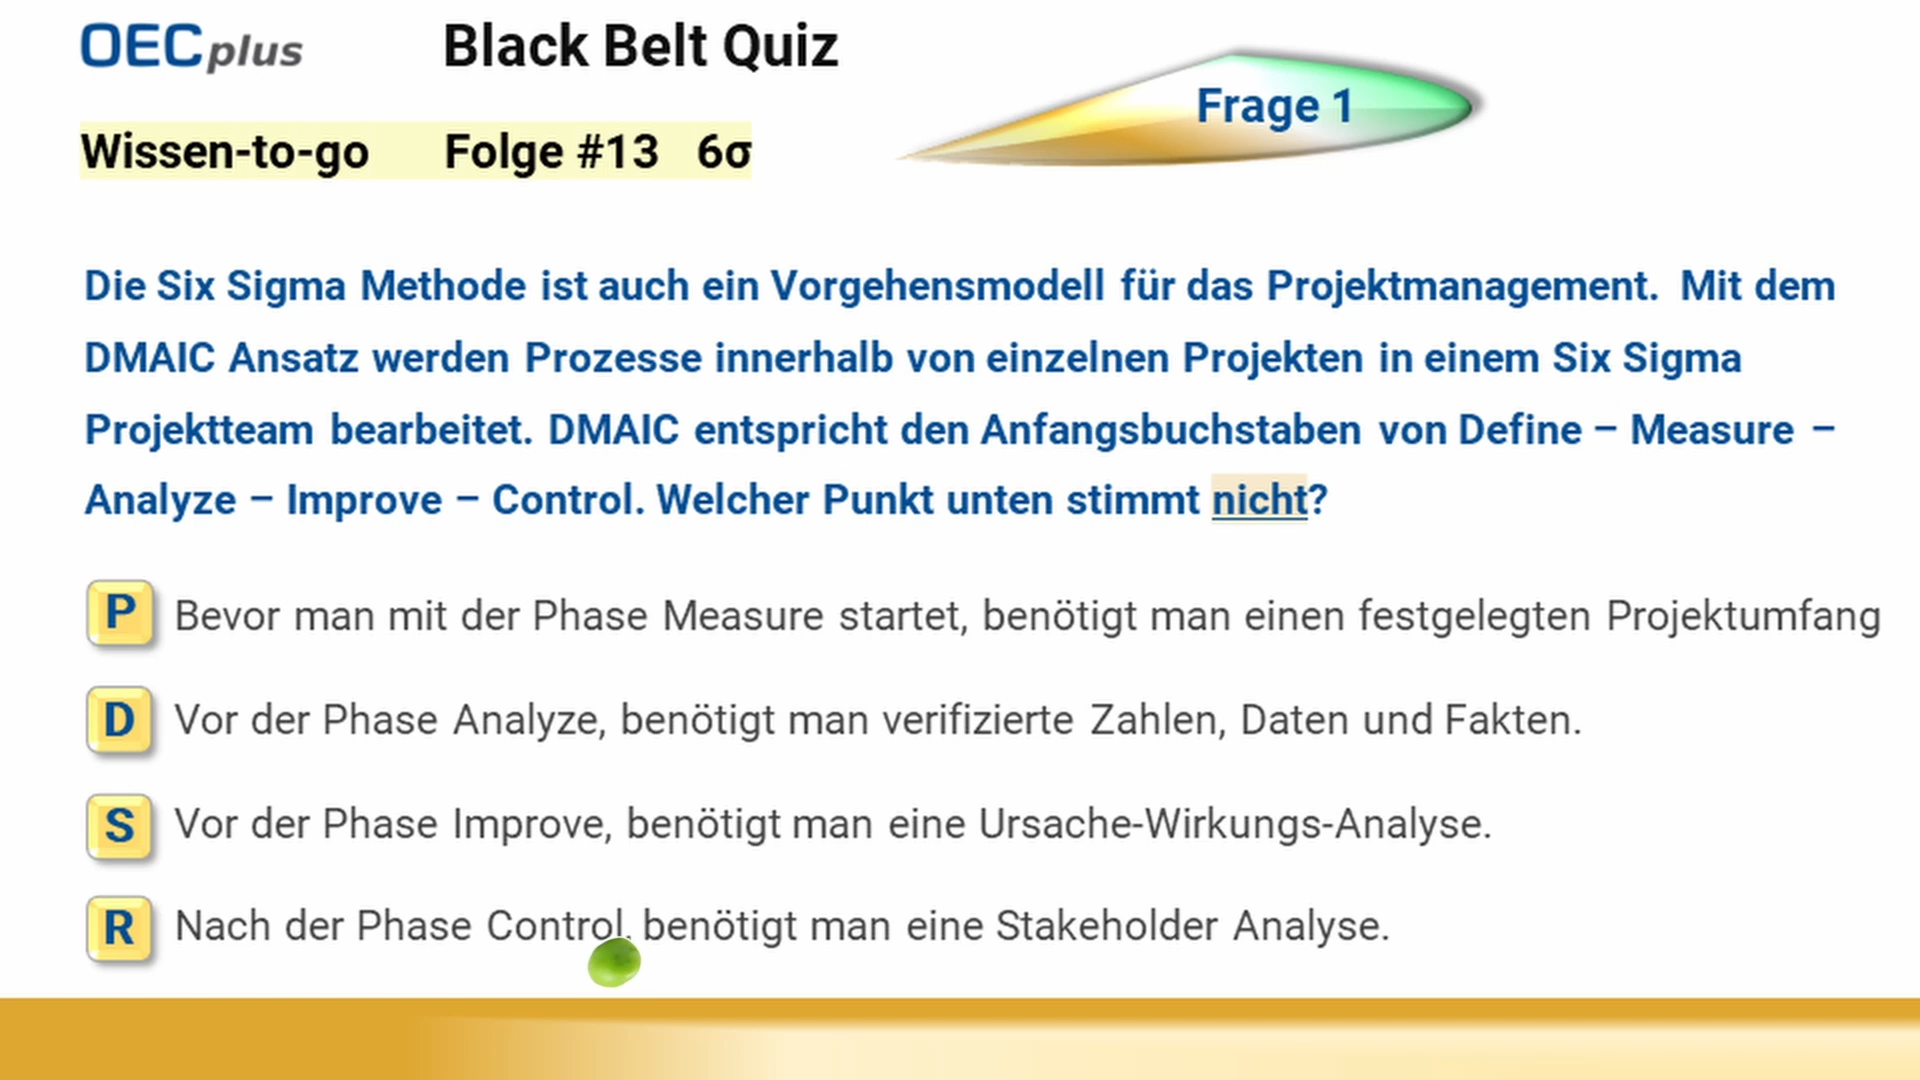 OECplus Black Belt Quiz
Frage 1
Wissen-to-go Folge #13 6σ
Die Six Sigma Methode ist auch ein Vorgehensmodell für das Projektmanagement. Mit dem
DMAIC Ansatz werden Prozesse innerhalb von einzelnen Projekten in einem Six Sigma
Projektteam bearbeitet. DMAIC entspricht den Anfangsbuchstaben von Define – Measure –
Analyze – Improve – Control. Welcher Punkt unten stimmt nicht?
P Bevor man mit der Phase Measure startet, benötigt man einen festgelegten Projektumfang
D Vor der Phase Analyze, benötigt man verifizierte Zahlen, Daten und Fakten.
S Vor der Phase Improve, benötigt man eine Ursache-Wirkungs-Analyse.
R Nach der Phase Control, benötigt man eine Stakeholder Analyse.